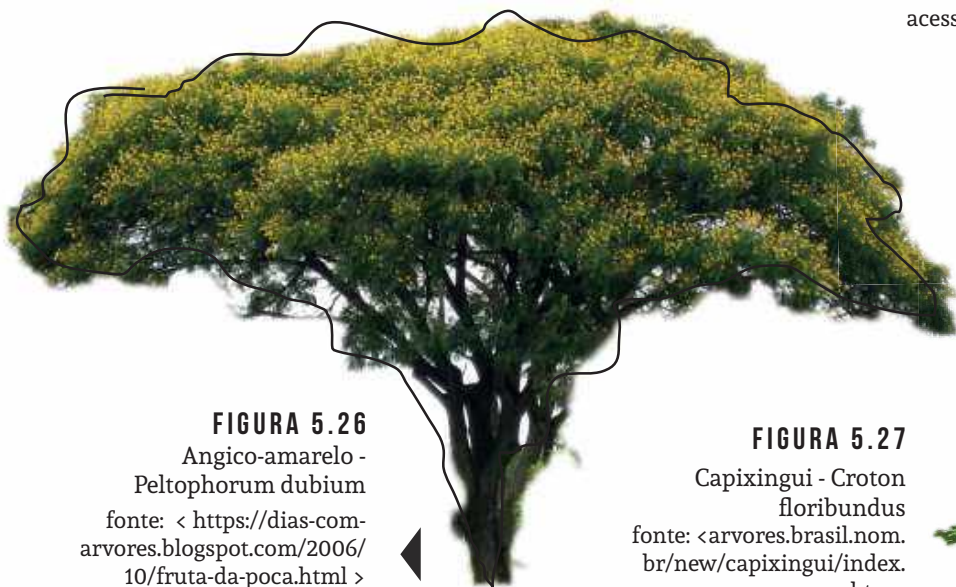 acess
FIGURA 5.26
Angico-amarelo -
Peltophorum dubium
fonte: < https://dias-com-
arvores.blogspot.com/2006/
10/fruta-da-poca.html >
FIGURA 5.27
Capixingui - Croton
floribundus
fonte: <arvores.brasil.nom.
br/new/capixingui/index.